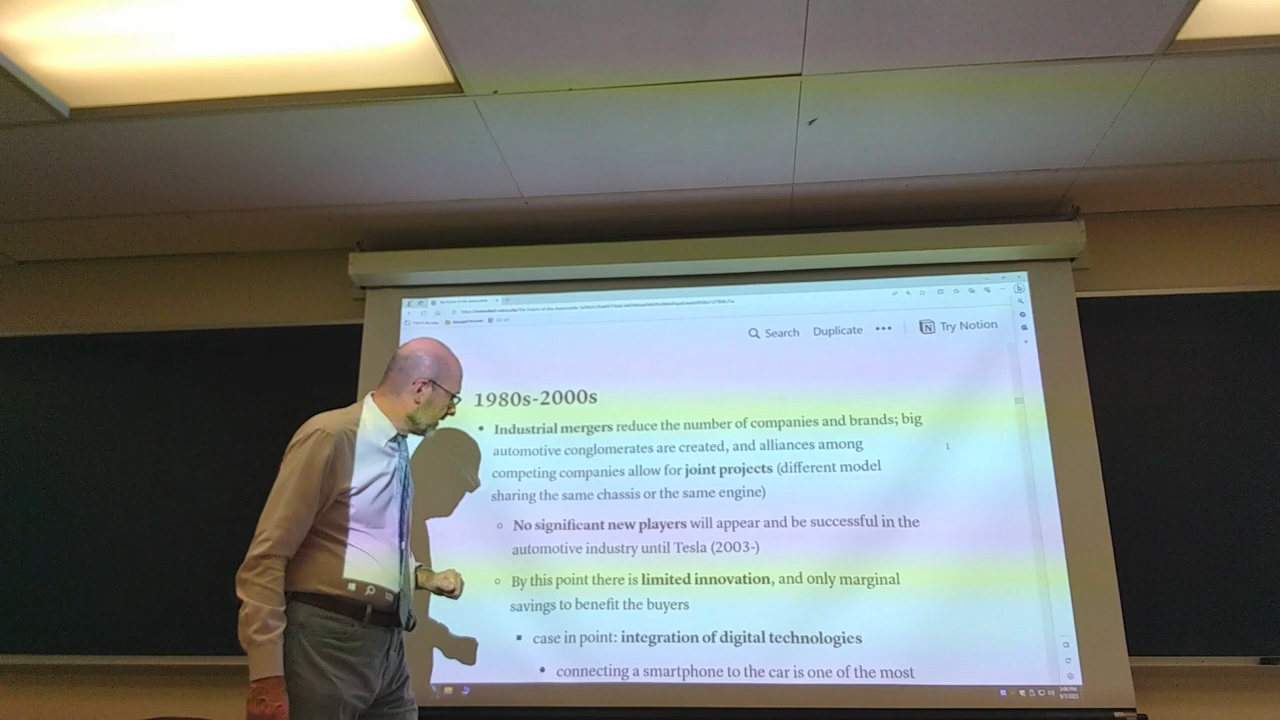 Search Duplicate ••• Try Notion
1980s-2000s
• Industrial mergers reduce the number of companies and brands; big
automotive conglomerates are created, and alliances among
competing companies allow for joint projects (different model
sharing the same chassis or the same engine)
◦ No significant new players will appear and be successful in the
automotive industry until Tesla (2003-)
◦ By this point there is limited innovation, and only marginal
savings to benefit the buyers
▪ case in point: integration of digital technologies
• connecting a smartphone to the car is one of the most